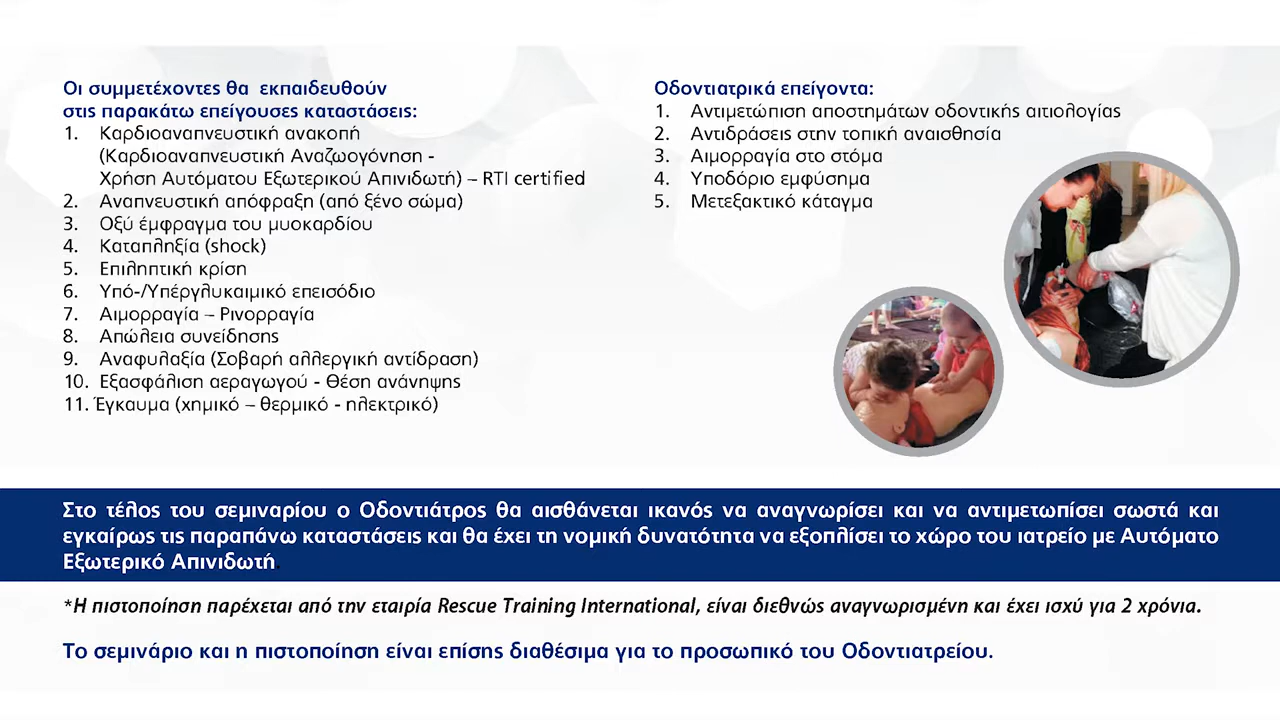 Οι συμμετέχοντες θα εκπαιδευθούν
στις παρακάτω επείγουσες καταστάσεις:
1. Καρδιοαναπνευστική ανακοπή
(Καρδιοαναπνευστική Αναζωογόνηση -
Χρήση Αυτόματου Εξωτερικού Απινιδωτή) – RTI certified
2. Αναπνευστική απόφραξη (από ξένο σώμα)
3. Οξύ έμφραγμα του μυοκαρδίου
4. Καταπληξία (shock)
5. Επιληπτική κρίση
6. Υπό-/Υπέργλυκαιμικό επεισόδιο
7. Αιμορραγία – Ρινορραγία
8. Απώλεια συνείδησης
9. Αναφυλαξία (Σοβαρή αλλεργική αντίδραση)
10. Εξασφάλιση αεραγωγού - Θέση ανάνηψης
11. Έγκαυμα (χημικό – θερμικό - ηλεκτρικό)
Οδοντιατρικά επείγοντα:
1. Αντιμετώπιση αποστημάτων οδοντικής αιτιολογίας
2. Αντιδράσεις στην τοπική αναισθησία
3. Αιμορραγία στο στόμα
4. Υποδόριο εμφύσημα
5. Μετεξακτικό κάταγμα
Στο τέλος του σεμιναρίου ο Οδοντιάτρος θα αισθάνεται ικανός να αναγνωρίσει και να αντιμετωπίσει σωστά και
εγκαίρως τις παραπάνω καταστάσεις και θα έχει τη νομική δυνατότητα να εξοπλίσει το χώρο του ιατρείο με Αυτόματο
Εξωτερικό Απινιδωτή.
*Η πιστοποίηση παρέχεται από την εταιρία Rescue Training International, είναι διεθνώς αναγνωρισμένη και έχει ισχύ για 2 χρόνια.
Το σεμινάριο και η πιστοποίηση είναι επίσης διαθέσιμα για το προσωπικό του Οδοντιατρείου.